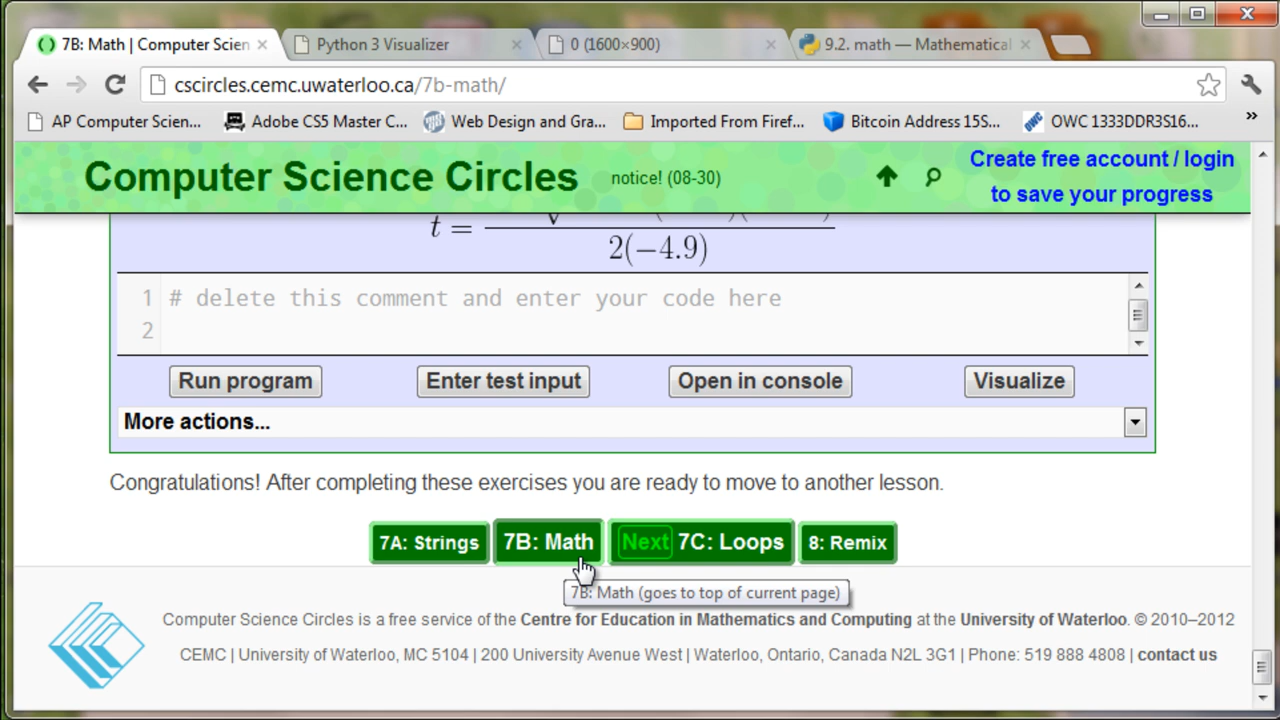 7B: Math | Computer Scien
Python 3 Visualizer
0 (1600×900)
9.2. math — Mathematical
cscircles.cemc.uwaterloo.ca/7b-math/
AP Computer Scien...
Adobe CS5 Master C...
Web Design and Gra...
Imported From Firef...
Bitcoin Address 15S...
OWC 1333DDR3S16...
»
Computer Science Circles
notice! (08-30)
Create free account / login
to save your progress
t =
2(−4.9)
1 # delete this comment and enter your code here
2
Run program
Enter test input
Open in console
Visualize
More actions...
Congratulations! After completing these exercises you are ready to move to another lesson.
7A: Strings
7B: Math
Next 7C: Loops
8: Remix
7B: Math (goes to top of current page)
Computer Science Circles is a free service of the Centre for Education in Mathematics and Computing at the University of Waterloo. © 2010–2012
CEMC | University of Waterloo, MC 5104 | 200 University Avenue West | Waterloo, Ontario, Canada N2L 3G1 | Phone: 519 888 4808 | contact us